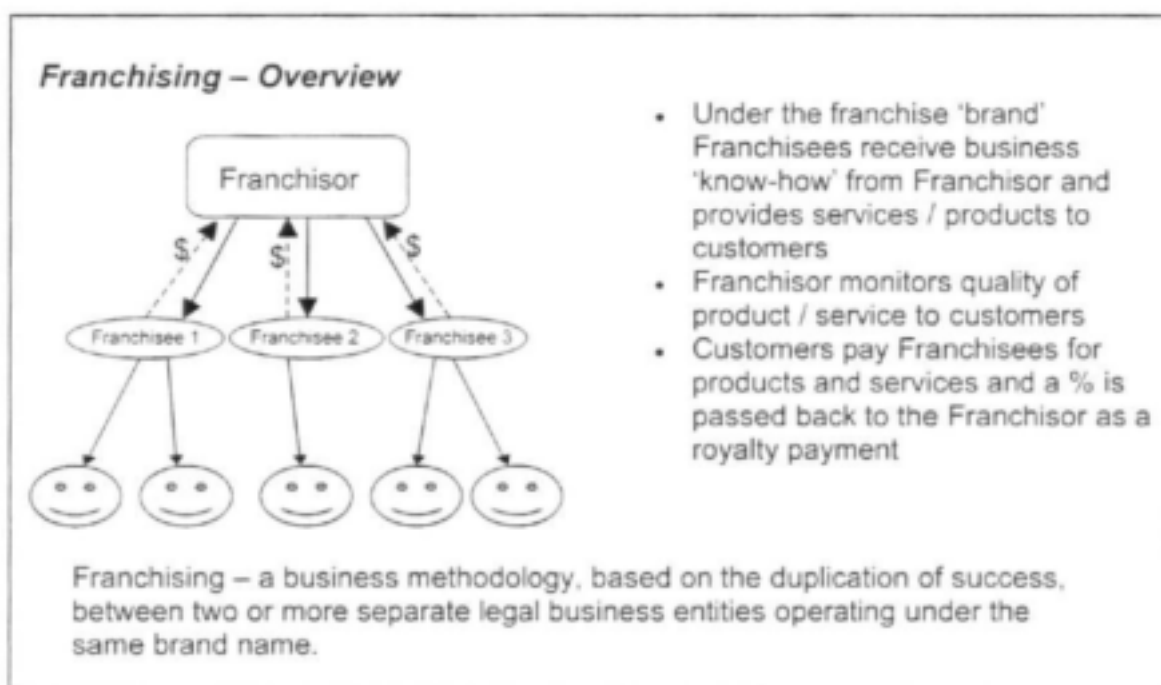 Franchising – Overview
Franchisor
$ $ $
Franchisee 1 Franchisee 2 Franchisee 3
• Under the franchise 'brand'
Franchisees receive business
'know-how' from Franchisor and
provides services / products to
customers
• Franchisor monitors quality of
product / service to customers
• Customers pay Franchisees for
products and services and a % is
passed back to the Franchisor as a
royalty payment
Franchising – a business methodology, based on the duplication of success,
between two or more separate legal business entities operating under the
same brand name.